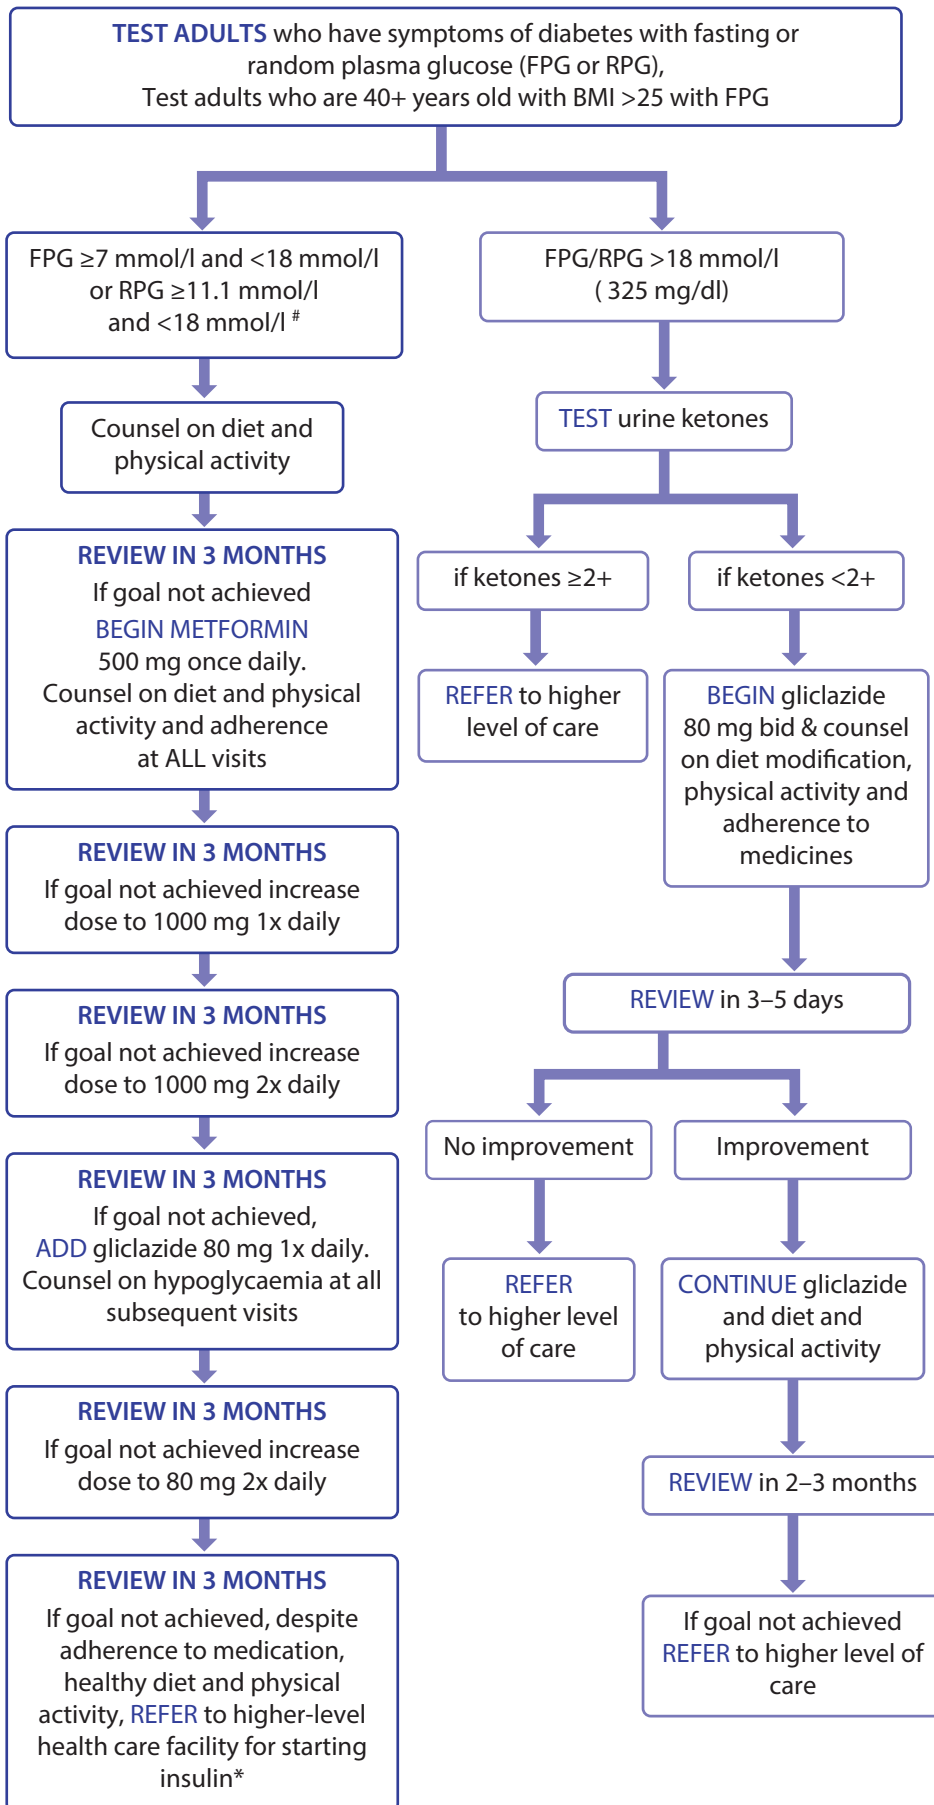 TEST ADULTS who have symptoms of diabetes with fasting or
random plasma glucose (FPG or RPG),
Test adults who are 40+ years old with BMI >25 with FPG
FPG ≥7 mmol/l and <18 mmol/l
or RPG ≥11.1 mmol/l
and <18 mmol/l #
Counsel on diet and
physical activity
REVIEW IN 3 MONTHS
If goal not achieved
BEGIN METFORMIN
500 mg once daily.
Counsel on diet and physical
activity and adherence
at ALL visits
REVIEW IN 3 MONTHS
If goal not achieved increase
dose to 1000 mg 1x daily
REVIEW IN 3 MONTHS
If goal not achieved increase
dose to 1000 mg 2x daily
REVIEW IN 3 MONTHS
If goal not achieved,
ADD gliclazide 80 mg 1x daily.
Counsel on hypoglycaemia at all
subsequent visits
REVIEW IN 3 MONTHS
If goal not achieved increase
dose to 80 mg 2x daily
REVIEW IN 3 MONTHS
If goal not achieved, despite
adherence to medication,
healthy diet and physical
activity, REFER to higher-level
health care facility for starting
insulin*
FPG/RPG >18 mmol/l
( 325 mg/dl)
TEST urine ketones
if ketones ≥2+
REFER to higher
level of care
if ketones <2+
BEGIN gliclazide
80 mg bid & counsel
on diet modification,
physical activity and
adherence to
medicines
REVIEW in 3–5 days
No improvement
REFER
to higher level
of care
Improvement
CONTINUE gliclazide
and diet and
physical activity
REVIEW in 2–3 months
If goal not achieved
REFER to higher level of
care